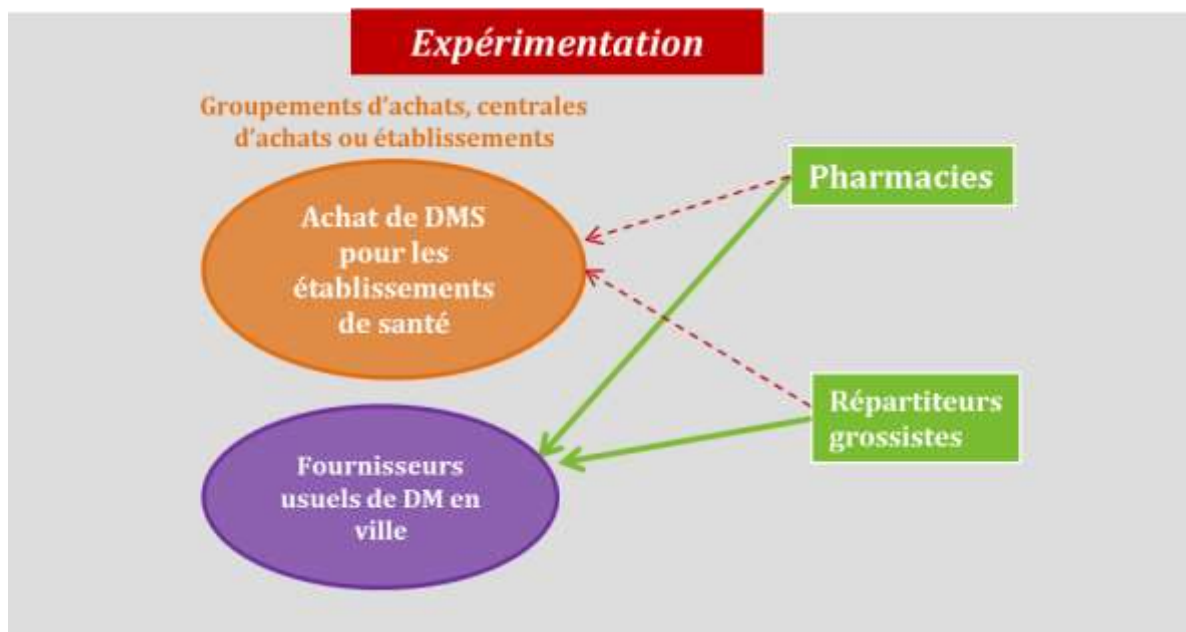 Expérimentation
Groupements d'achats, centrales
d'achats ou établissements
Achat de DMS
pour les
établissements
de santé
Pharmacies
Répartiteurs
grossistes
Fournisseurs
usuels de DM en
ville